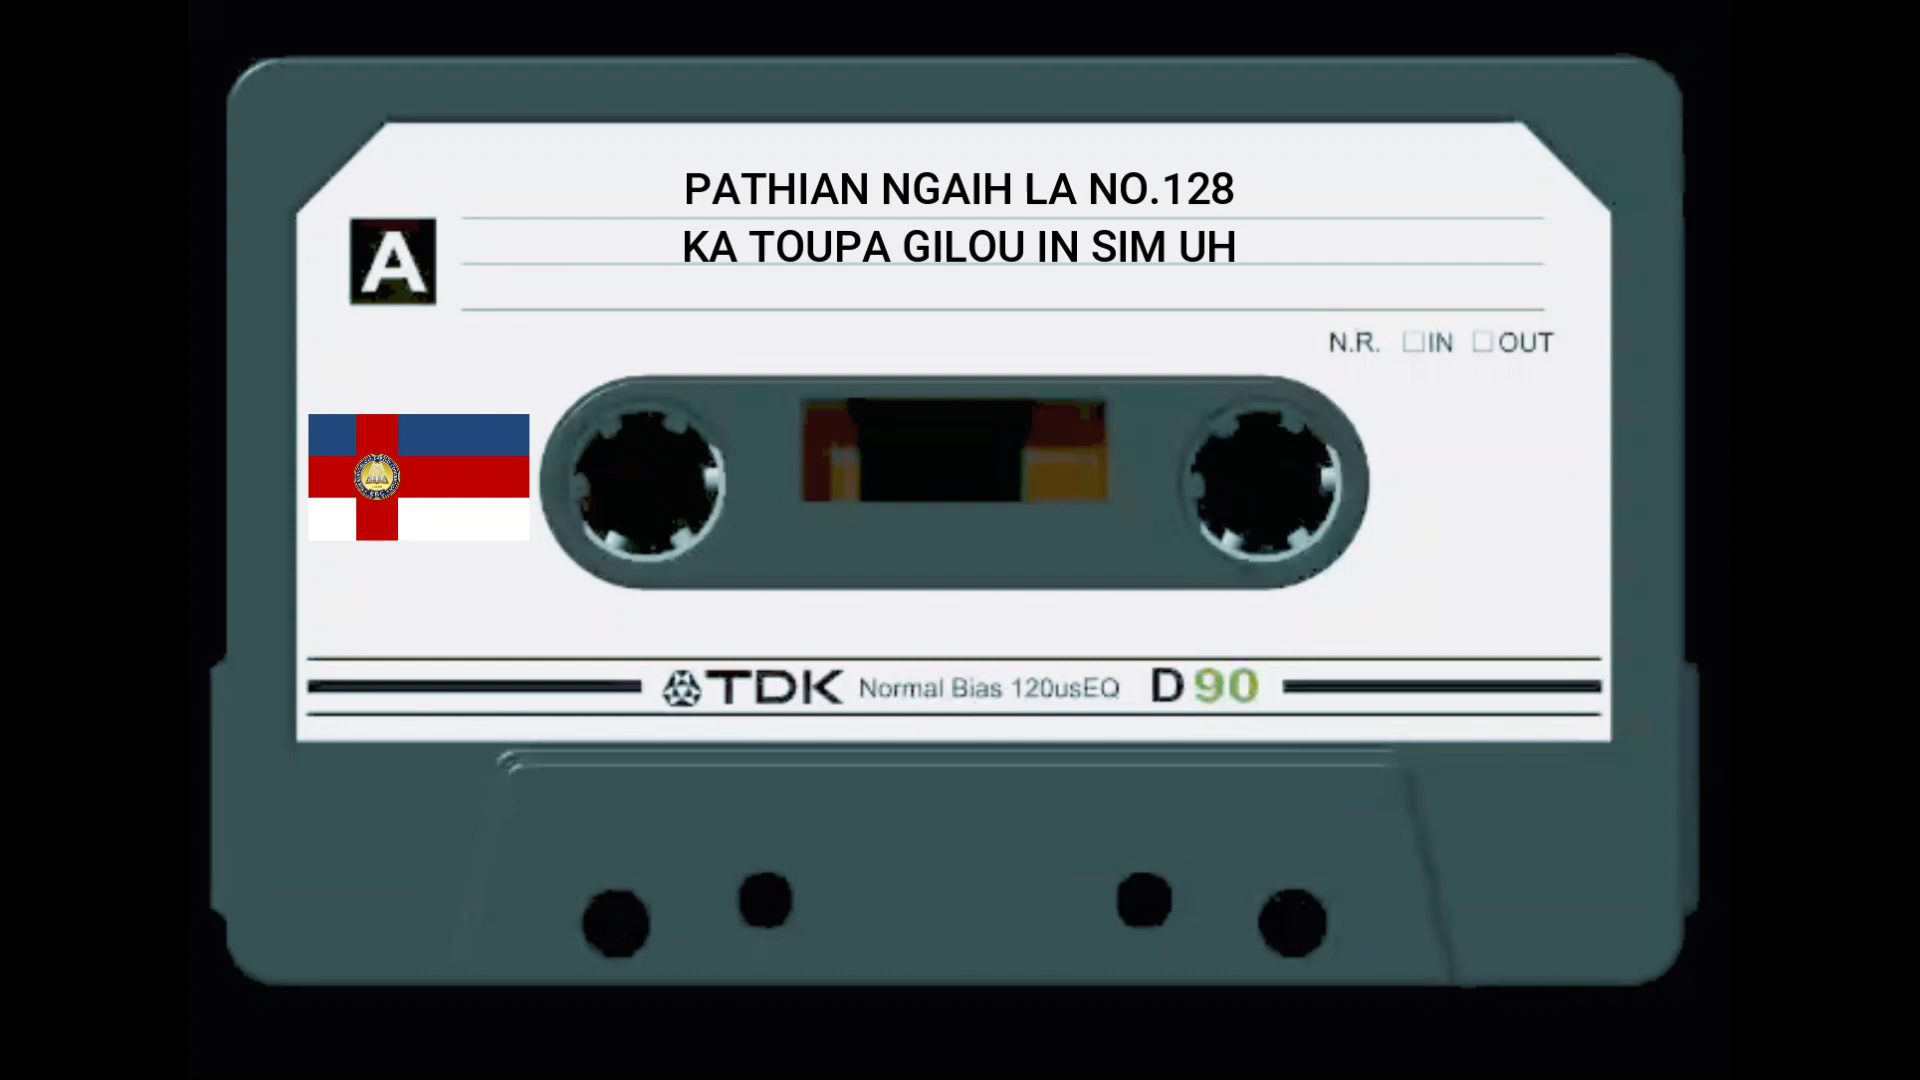 PATHIAN NGAIH LA NO.128
KA TOUPA GILOU IN SIM UH
A
N.R. IN OUT
TDK Normal Bias 120usEQ D90